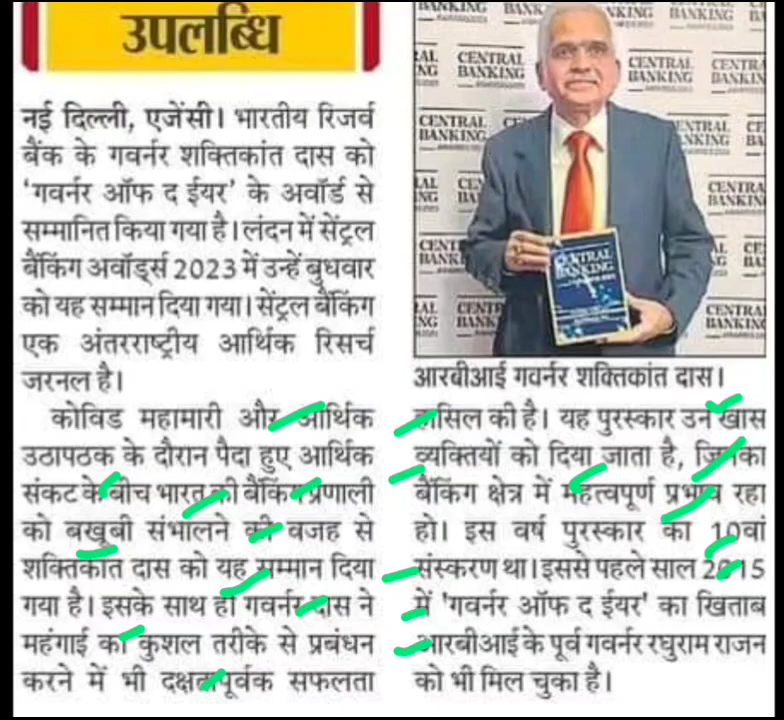 उपलब्धि
नई दिल्ली, एजेंसी। भारतीय रिजर्व
बैंक के गवर्नर शक्तिकांत दास को
'गवर्नर ऑफ द ईयर' के अवॉर्ड से
सम्मानित किया गया है। लंदन में सेंट्रल
बैंकिंग अवॉर्ड्स 2023 में उन्हें बुधवार
को यह सम्मान दिया गया। सेंट्रल बैंकिंग
एक अंतरराष्ट्रीय आर्थिक रिसर्च
जरनल है।
कोविड महामारी और आर्थिक
उठापठक के दौरान पैदा हुए आर्थिक
संकट के बीच भारत की बैंकिंग प्रणाली
को बखूबी संभालने की वजह से
शक्तिकांत दास को यह सम्मान दिया
गया है। इसके साथ ही गवर्नर दास ने
महंगाई का कुशल तरीके से प्रबंधन
करने में भी दक्षतापूर्वक सफलता
CENTRAL BANKING
आरबीआई गवर्नर शक्तिकांत दास।
हासिल की है। यह पुरस्कार उन खास
व्यक्तियों को दिया जाता है, जिनका
बैंकिंग क्षेत्र में महत्वपूर्ण प्रभाव रहा
हो। इस वर्ष पुरस्कार का 10वां
संस्करण था। इससे पहले साल 2015
में 'गवर्नर ऑफ द ईयर' का खिताब
आरबीआई के पूर्व गवर्नर रघुराम राजन
को भी मिल चुका है।